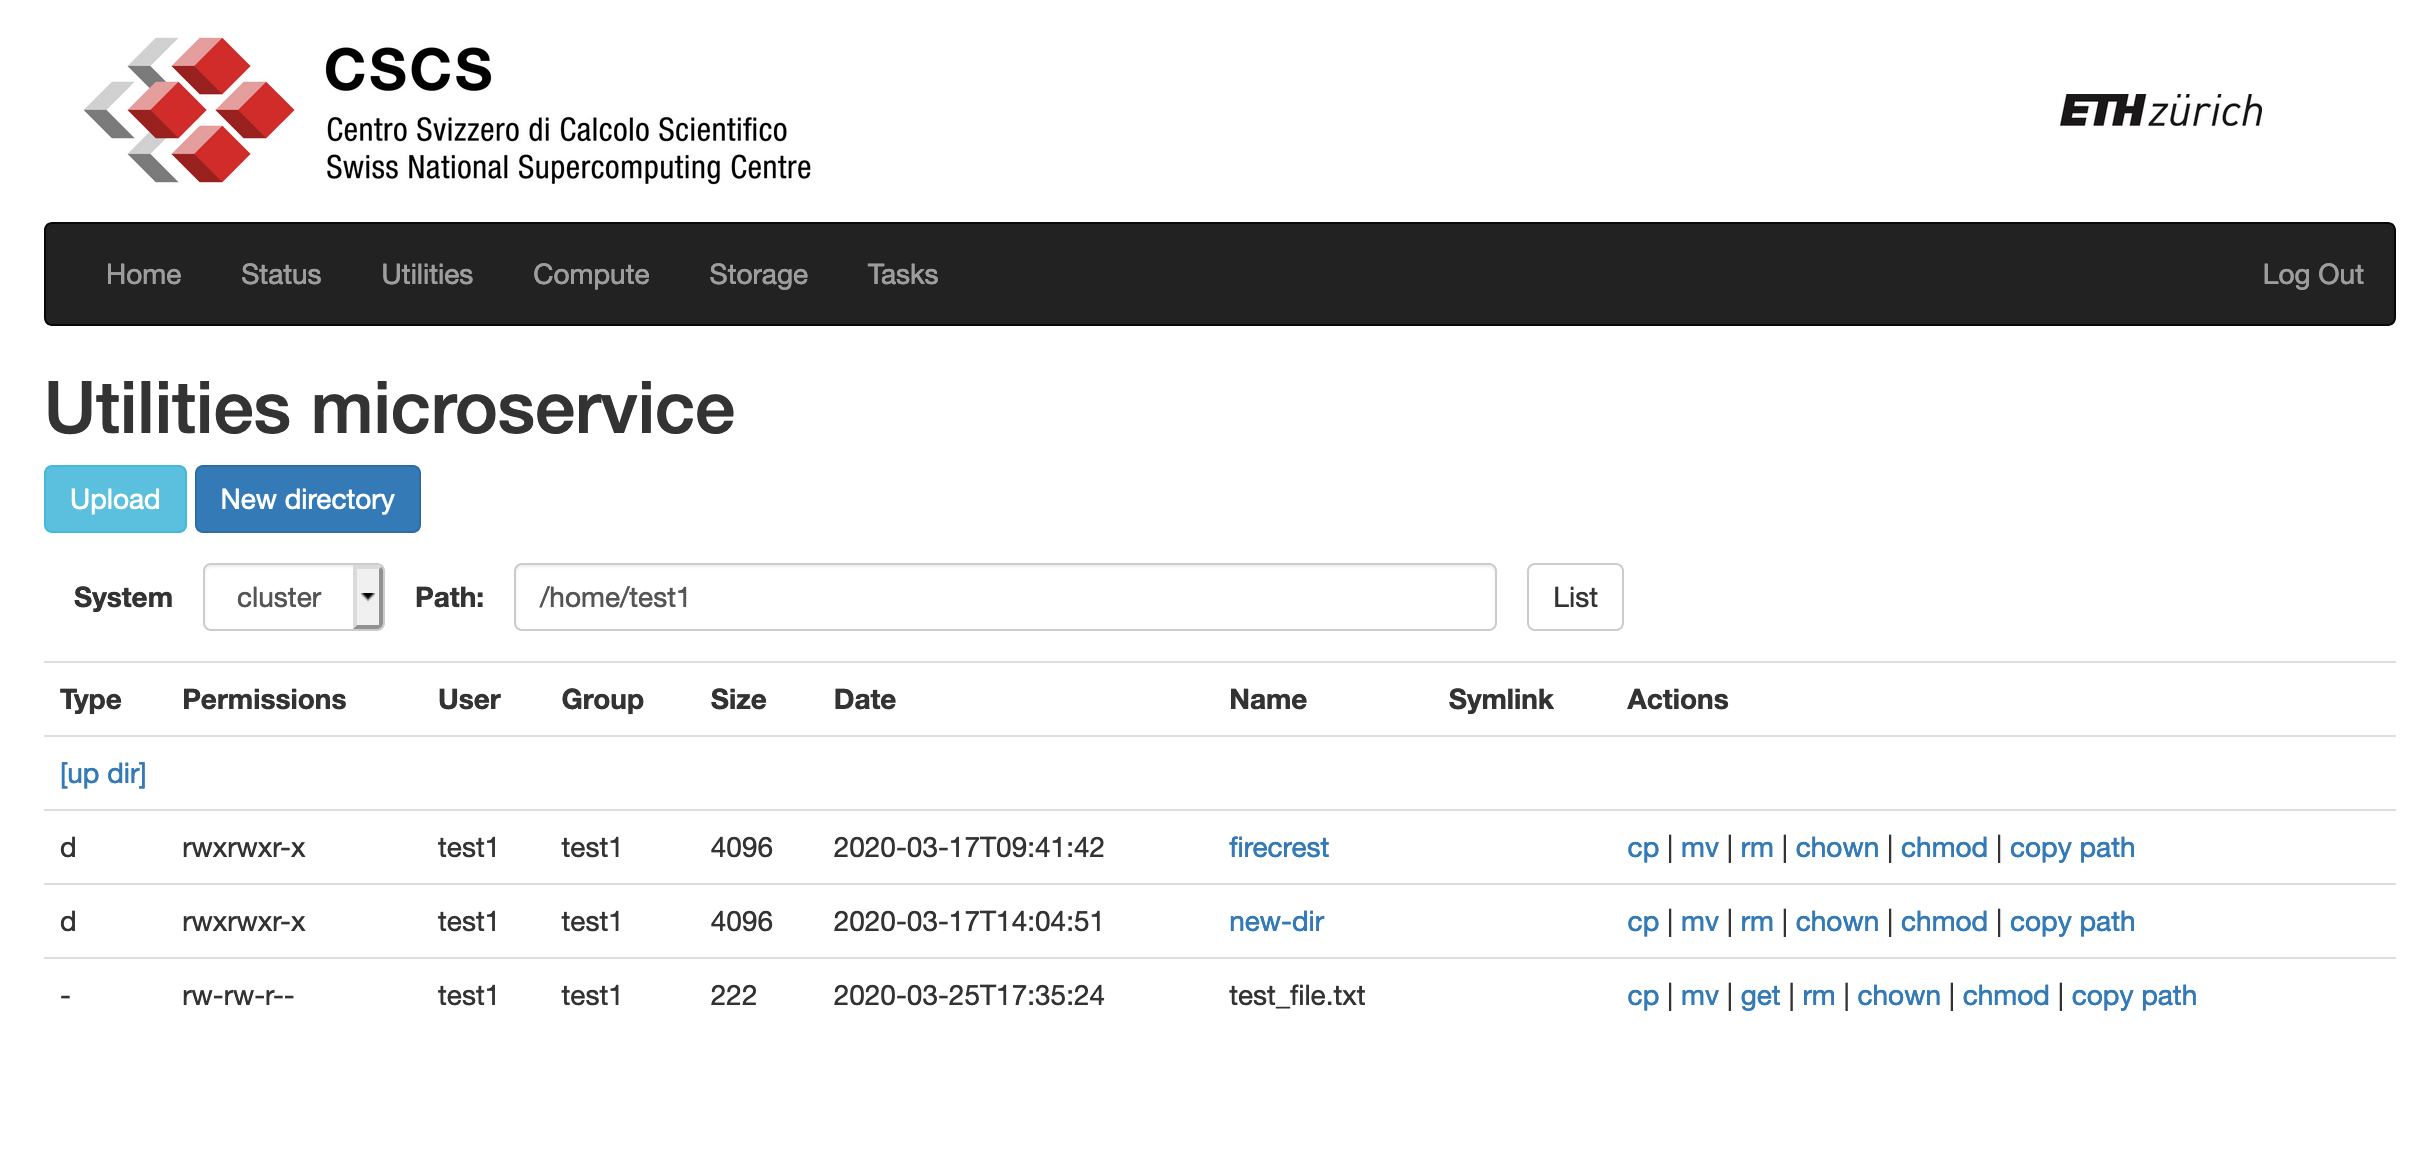 CSCS
Centro Svizzero di Calcolo Scientifico
Swiss National Supercomputing Centre
ETH zürich
Home Status Utilities Compute Storage Tasks Log Out
Utilities microservice
Upload New directory
System cluster Path: /home/test1 List
Type Permissions User Group Size Date Name Symlink Actions
[up dir]
d rwxrwxr-x test1 test1 4096 2020-03-17T09:41:42 firecrest cp | mv | rm | chown | chmod | copy path
d rwxrwxr-x test1 test1 4096 2020-03-17T14:04:51 new-dir cp | mv | rm | chown | chmod | copy path
- rw-rw-r-- test1 test1 222 2020-03-25T17:35:24 test_file.txt cp | mv | get | rm | chown | chmod | copy path